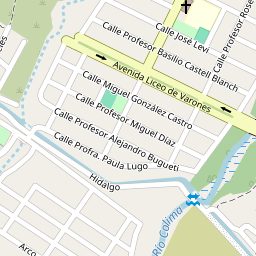 Calle José Levi
Calle Profesor Rose
Calle Profesor Basilio Castell Blanch
Avenida Liceo de Varones
Calle Miguel González Castro
Calle Profesor Miguel Díaz
Calle Profesor Alejandro Bugueti
Calle Profra. Paula Lugo
Hidalgo
Río Colima
Arco